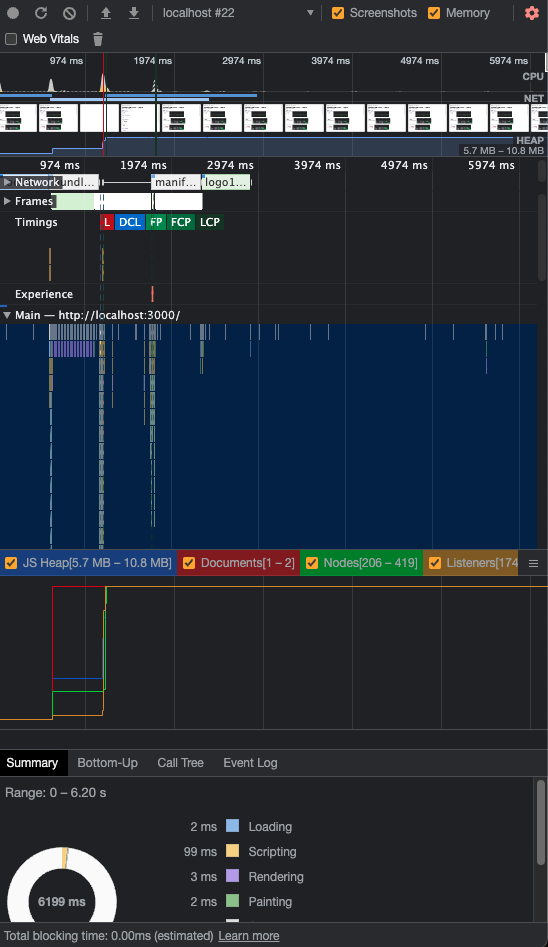 localhost #22 Screenshots Memory
Web Vitals
974 ms 1974 ms 2974 ms 3974 ms 4974 ms 5974 ms
CPU
NET
HEAP
5.7 MB – 10.8 MB
974 ms 1974 ms 2974 ms 3974 ms 4974 ms 5974 ms
Network undl... manif... logo1...
Frames
Timings L DCL FP FCP LCP
Experience
Main — http://localhost:3000/
JS Heap[5.7 MB – 10.8 MB] Documents[1 – 2] Nodes[206 – 419] Listeners[174
Summary Bottom-Up Call Tree Event Log
Range: 0 – 6.20 s
2 ms Loading
99 ms Scripting
3 ms Rendering
6199 ms
2 ms Painting
Total blocking time: 0.00ms (estimated) Learn more